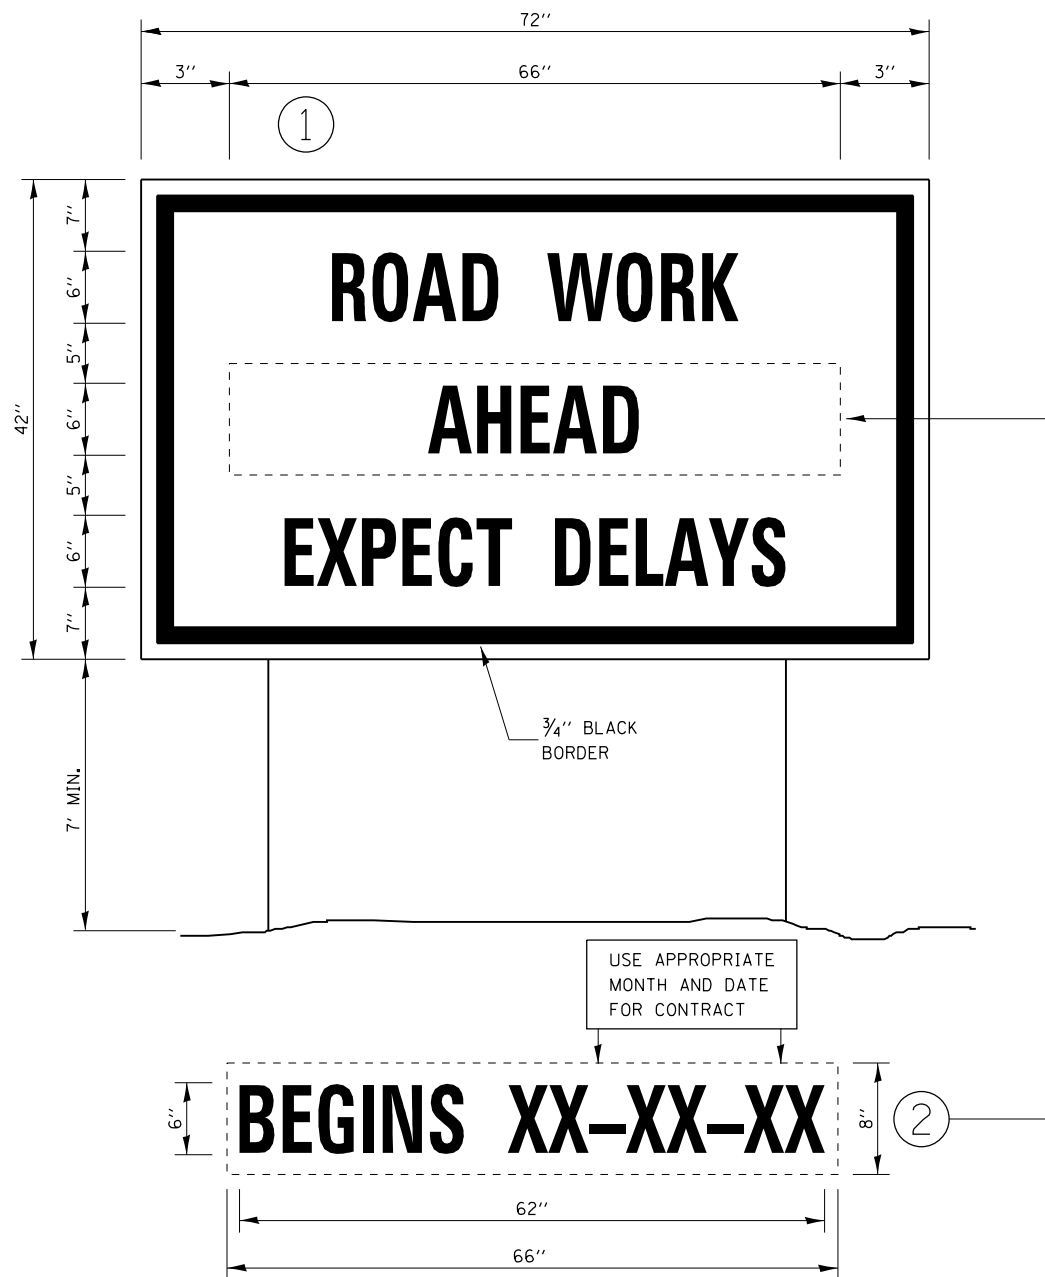 72''
3'' 66'' 3''
1
7''
6''
5''
6''
5''
6''
7''
42''
ROAD WORK
AHEAD
EXPECT DELAYS
3/4'' BLACK
BORDER
7' MIN.
USE APPROPRIATE
MONTH AND DATE
FOR CONTRACT
6''
BEGINS XX-XX-XX
8''
2
62''
66''